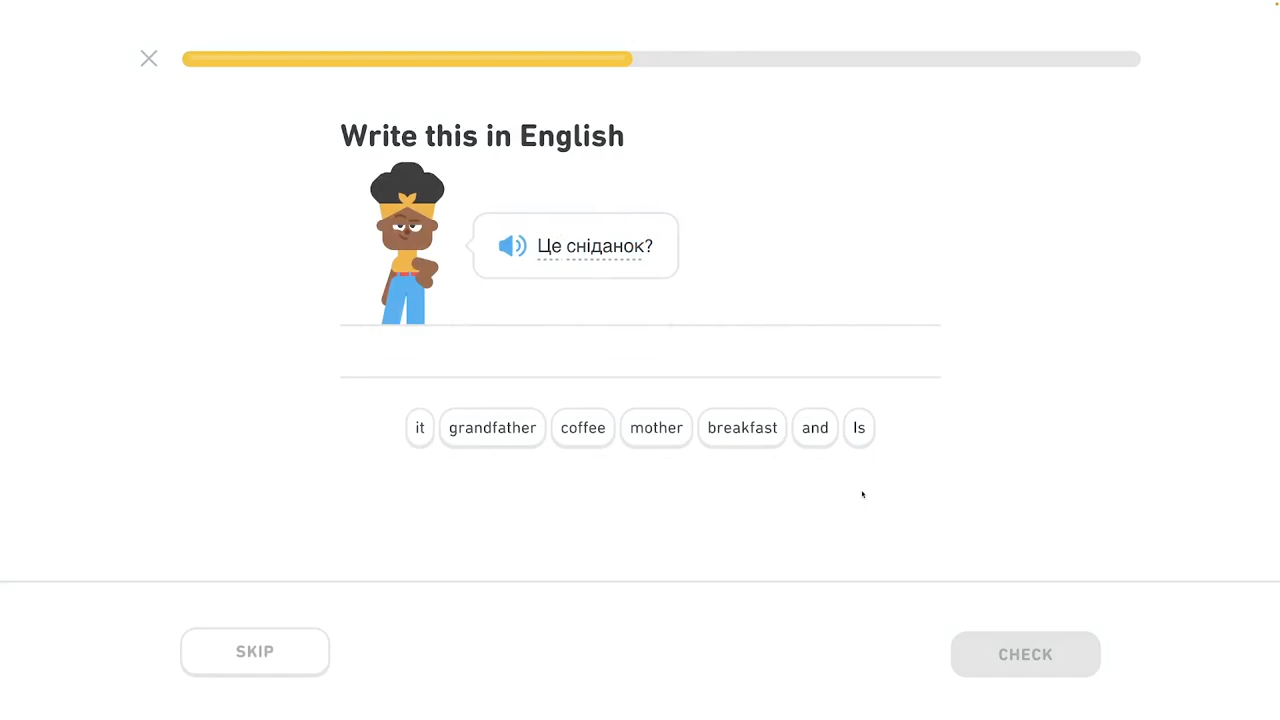 Write this in English
Це сніданок?
it grandfather coffee mother breakfast and Is
SKIP CHECK